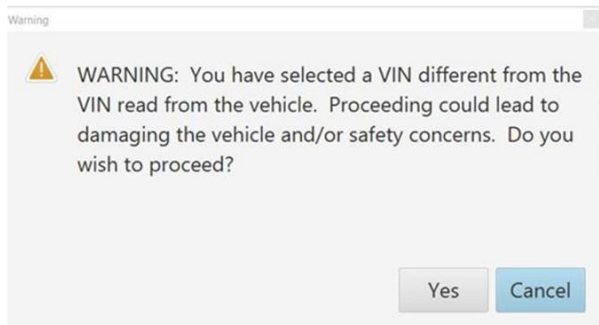 Warning
WARNING:  You have selected a VIN different from the
VIN read from the vehicle.  Proceeding could lead to
damaging the vehicle and/or safety concerns.  Do you
wish to proceed?
Yes
Cancel